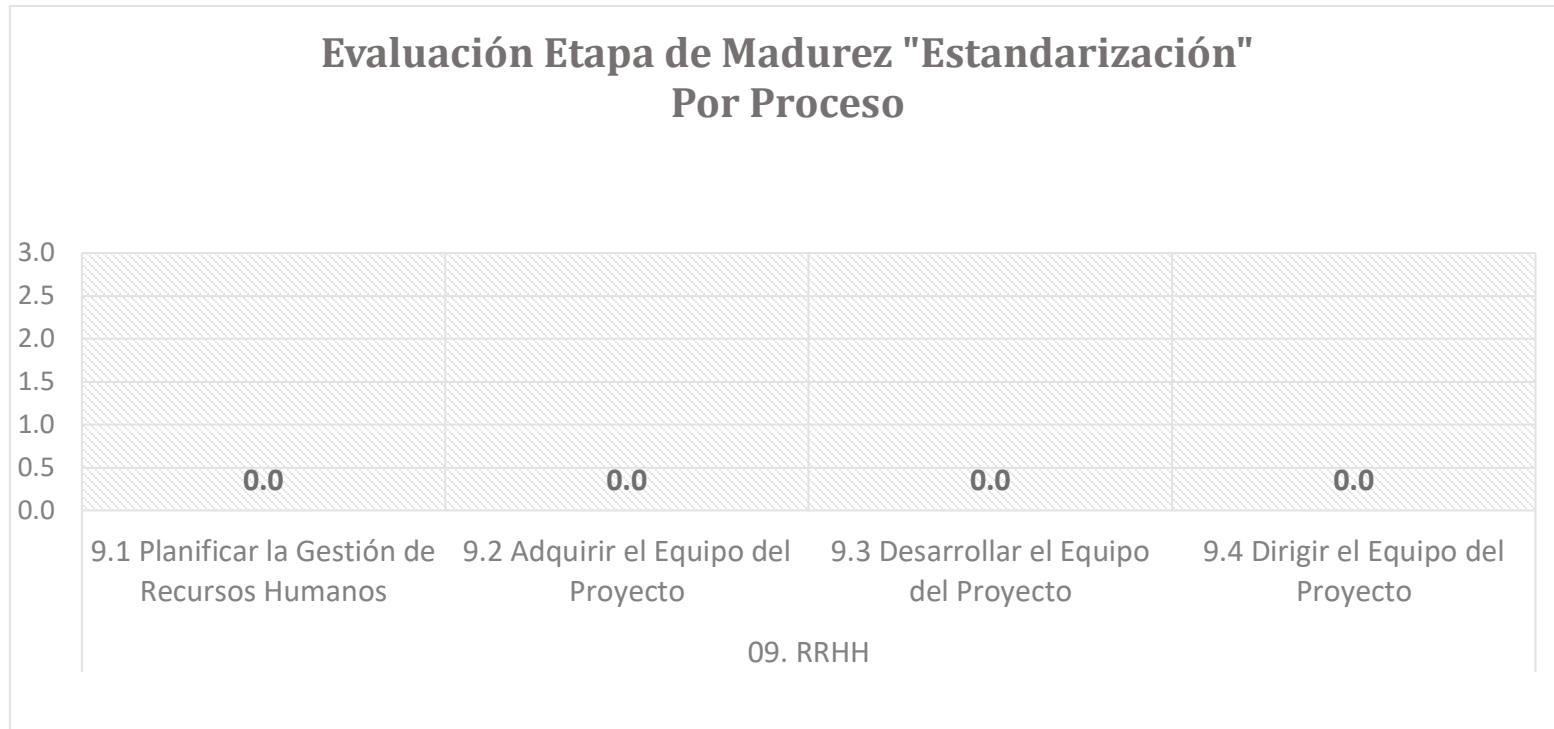 Evaluación Etapa de Madurez "Estandarización"
Por Proceso
3.0
2.5
2.0
1.5
1.0
0.5
0.0
0.0 0.0 0.0 0.0
9.1 Planificar la Gestión de Recursos Humanos
9.2 Adquirir el Equipo del Proyecto
9.3 Desarrollar el Equipo del Proyecto
9.4 Dirigir el Equipo del Proyecto
09. RRHH